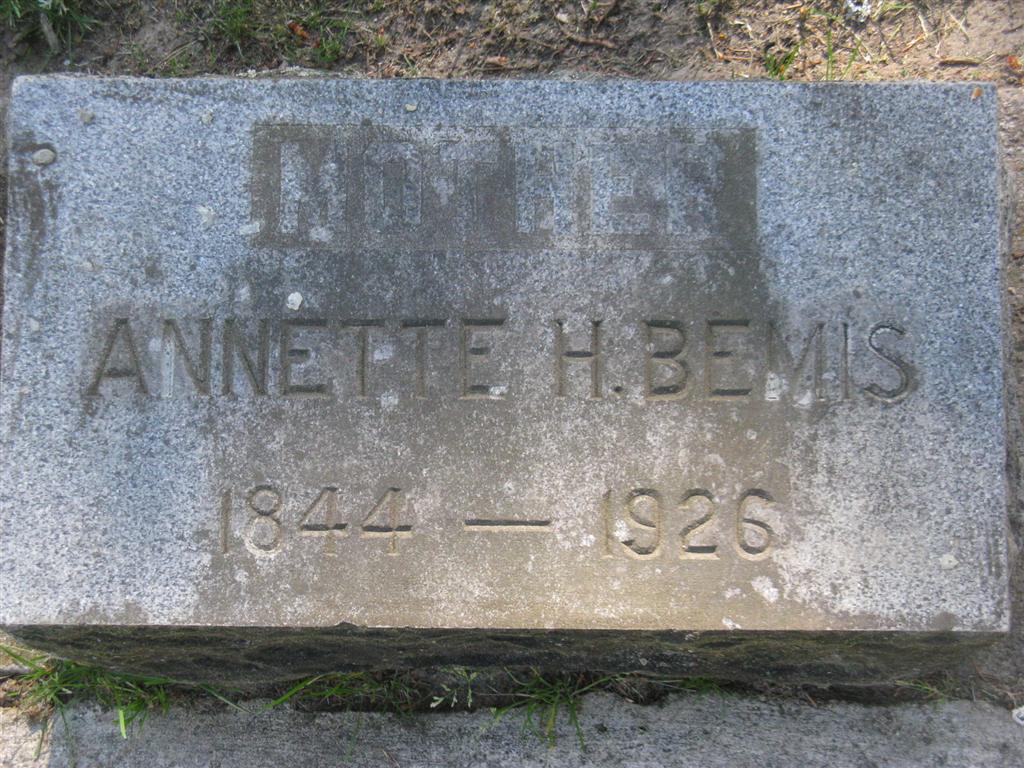 MOTHER
ANNETTE H. BEMIS
1844 — 1926